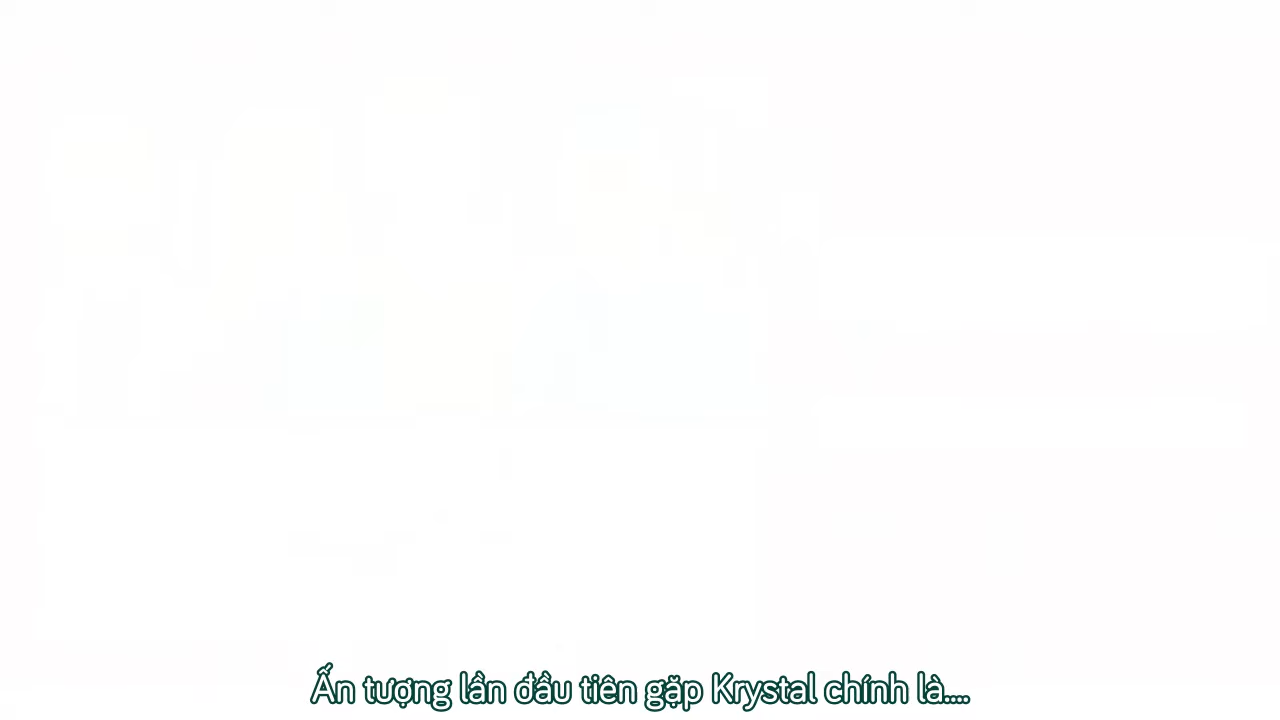 Ấn tượng lần đầu tiên gặp Krystal chính là....